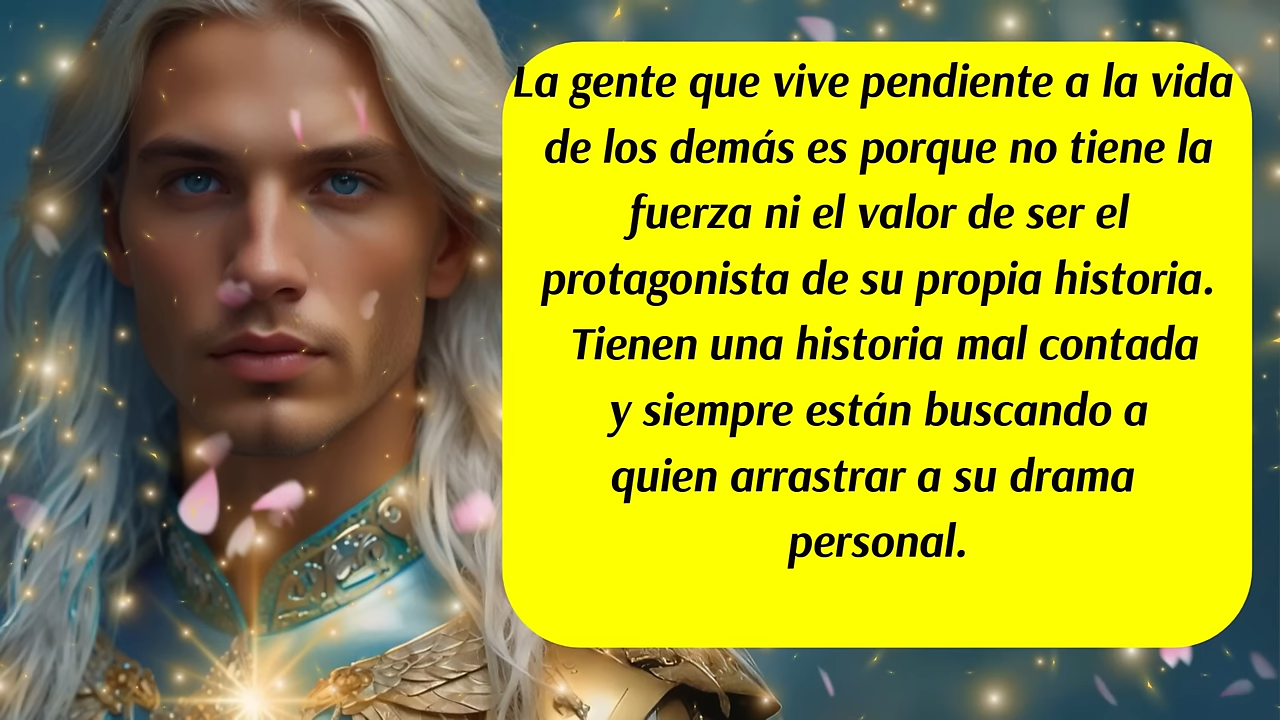 La gente que vive pendiente a la vida
de los demás es porque no tiene la
fuerza ni el valor de ser el
protagonista de su propia historia.
Tienen una historia mal contada
y siempre están buscando a
quien arrastrar a su drama
personal.